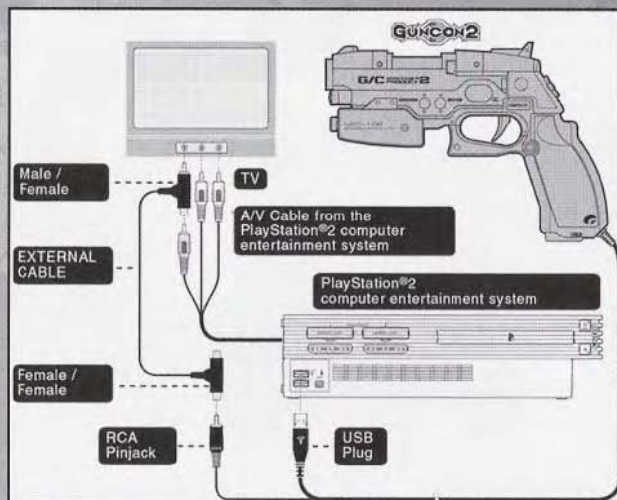 GUNCON2
G/C 2
Male /
Female
TV
A/V Cable from the
PlayStation®2 computer
entertainment system
EXTERNAL
CABLE
PlayStation®2
computer entertainment system
Female /
Female
RCA
Pinjack
USB
Plug